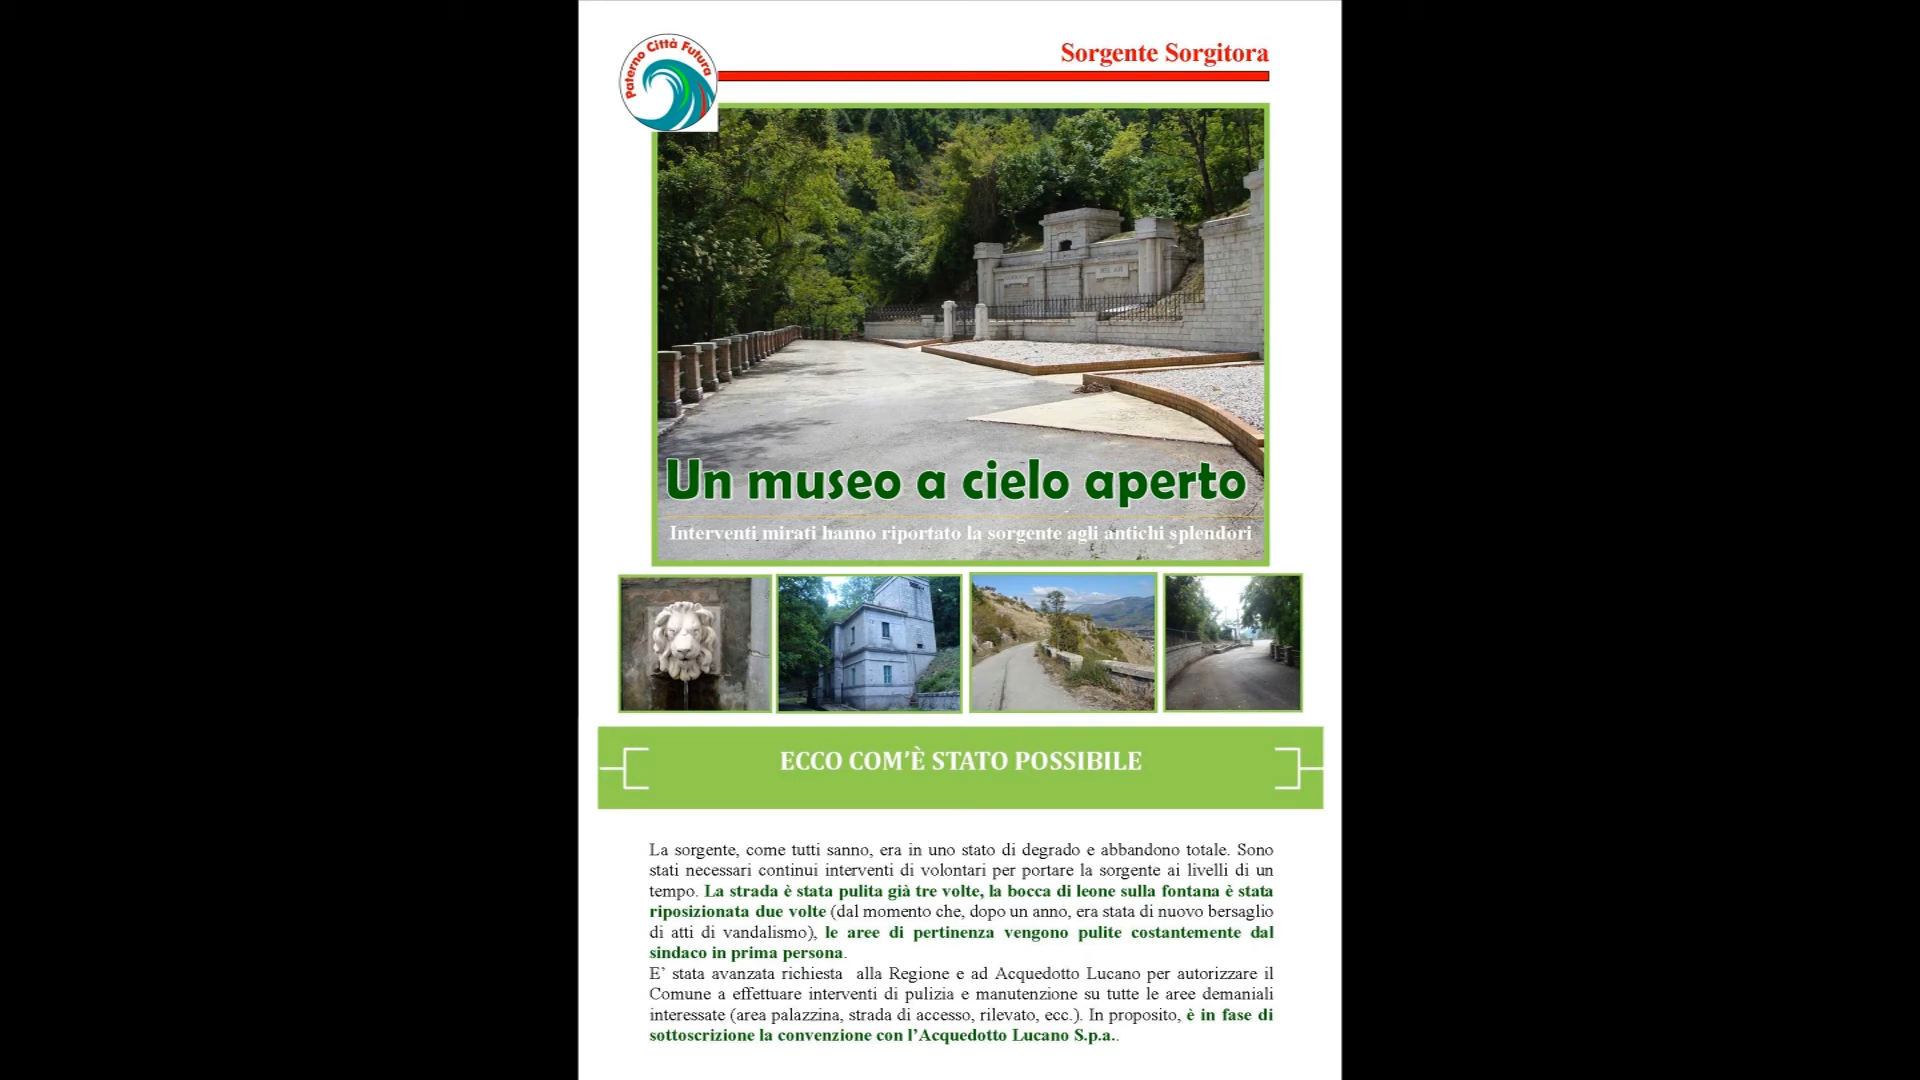 Paterno Città Futura
Sorgente Sorgitora
Un museo a cielo aperto
Interventi mirati hanno riportato la sorgente agli antichi splendori
ECCO COM'È STATO POSSIBILE
La sorgente, come tutti sanno, era in uno stato di degrado e abbandono totale. Sono
stati necessari continui interventi di volontari per portare la sorgente ai livelli di un
tempo. La strada è stata pulita già tre volte, la bocca di leone sulla fontana è stata
riposizionata due volte (dal momento che, dopo un anno, era stata di nuovo bersaglio
di atti di vandalismo), le aree di pertinenza vengono pulite costantemente dal
sindaco in prima persona.
E' stata avanzata richiesta alla Regione e ad Acquedotto Lucano per autorizzare il
Comune a effettuare interventi di pulizia e manutenzione su tutte le aree demaniali
interessate (area palazzina, strada di accesso, rilevato, ecc.). In proposito, è in fase di
sottoscrizione la convenzione con l'Acquedotto Lucano S.p.a..